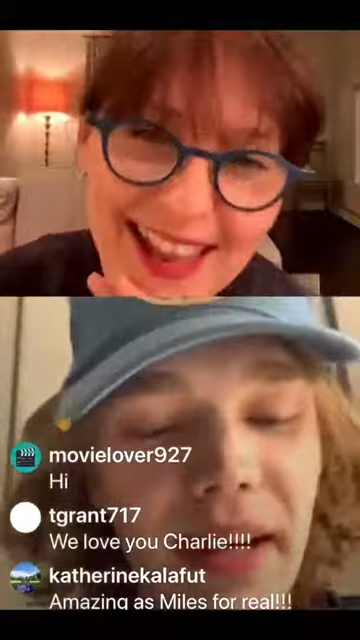 movielover927
Hi
tgrant717
We love you Charlie!!!!
katherinekalafut
Amazing as Miles for real!!!